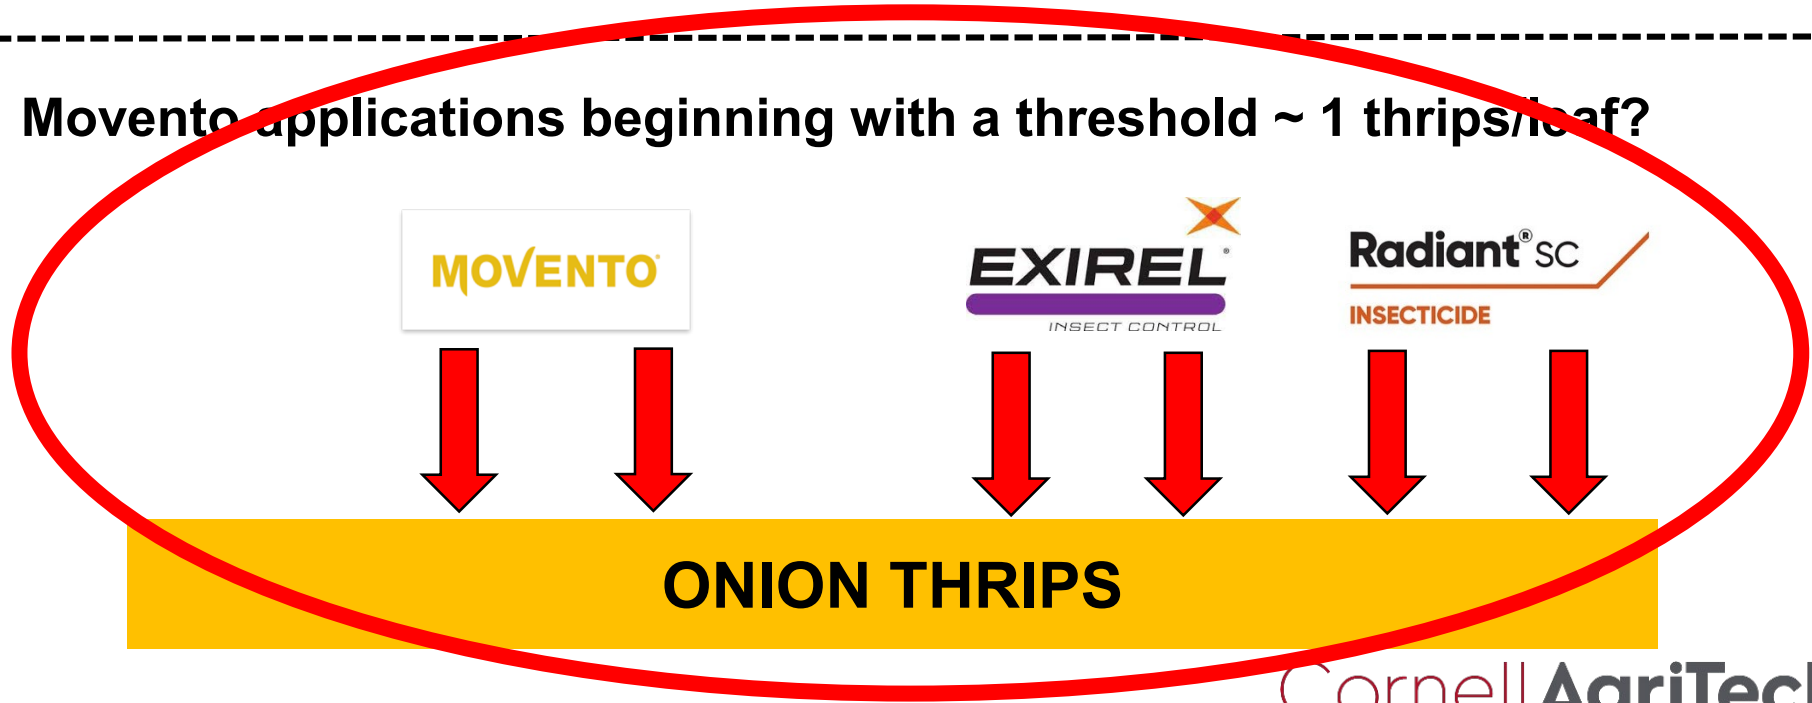 Movento applications beginning with a threshold ~ 1 thrips/leaf?
MOVENTO
EXIREL®
INSECT CONTROL
Radiant® SC
INSECTICIDE
ONION THRIPS
Cornell AgriTech